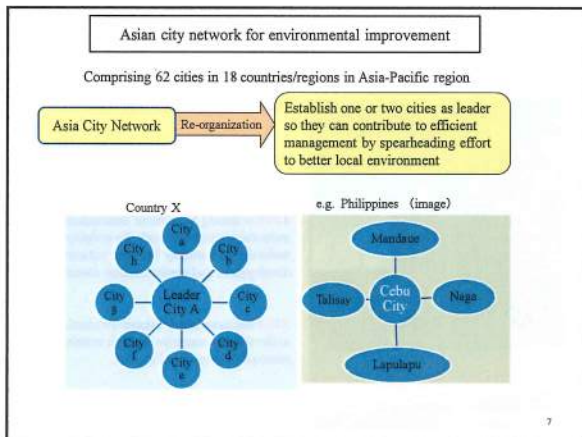 Asian city network for environmental improvement
Comprising 62 cities in 18 countries/regions in Asia-Pacific region
Asia City Network
Re-organization
Establish one or two cities as leader
so they can contribute to efficient
management by spearheading effort
to better local environment
Country X
City
a
City
b
City
c
City
d
City
e
City
f
City
g
City
h
Leader
City A
e.g. Philippines (image)
Mandaue
Talisay
Cebu
City
Naga
Lapulapu
7